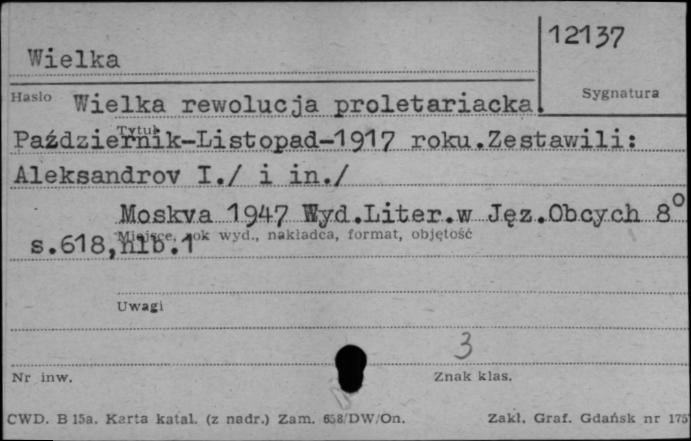 Wielka
12137
Hasło
Sygnatura
Wielka rewolucja proletariacka.
Tytuł
Październik-Listopad-1917 roku.Zestawili:
Aleksandrov I./ i in./
Moskva 1947 Wyd.Liter.w Jęz.Obcych 8°
Miejsce, rok wyd., nakładca, format, objętość
s.618,nlb.1
Uwagi
3
Nr inw.
Znak klas.
CWD. B 15a. Karta katal. (z nadr.) Zam. 658/DW/On.
Zakł. Graf. Gdańsk nr 175